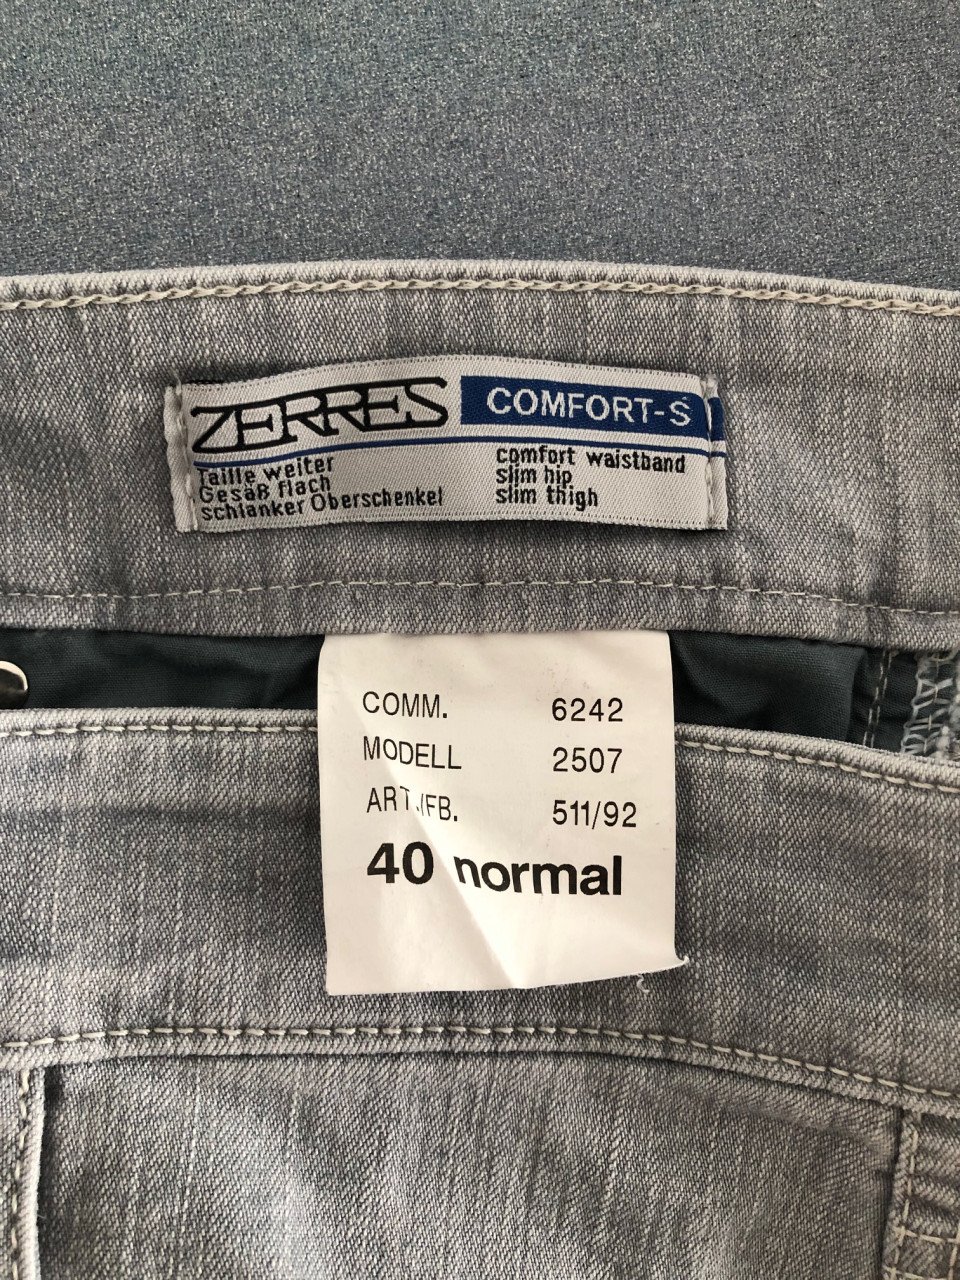 ZERRES COMFORT-S
Taille weiter
Gesäß flach
schlanker Oberschenkel
comfort waistband
slim hip
slim thigh
COMM. 6242
MODELL 2507
ART./FB. 511/92
40 normal